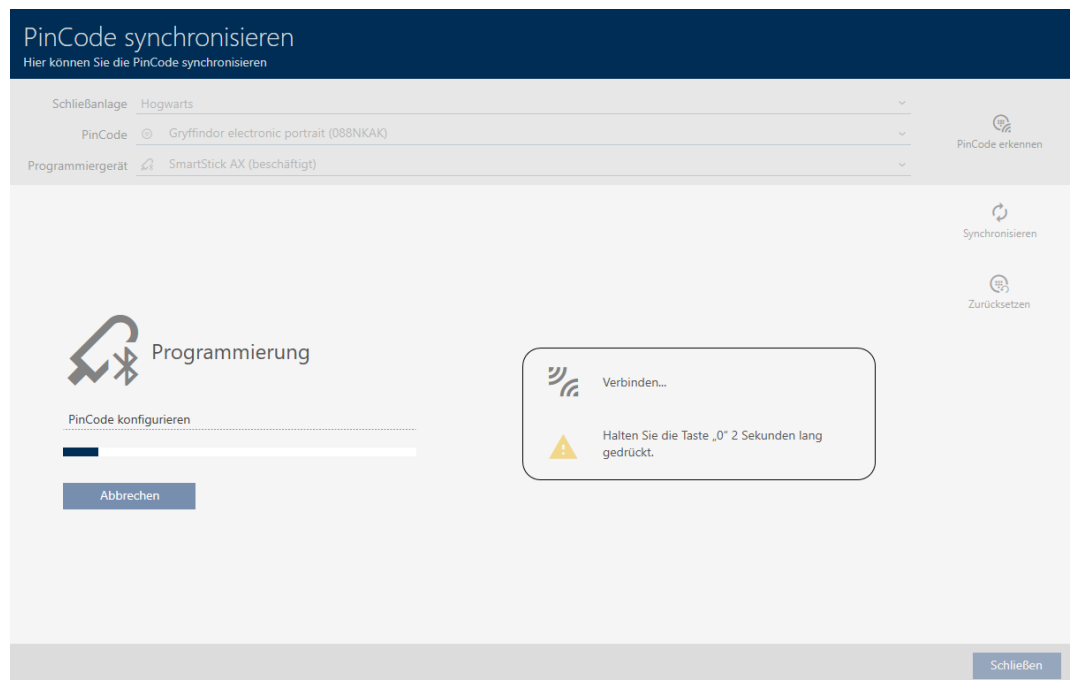 PinCode synchronisieren
Hier können Sie die PinCode synchronisieren
Schließanlage Hogwarts
PinCode Gryffindor electronic portrait (088NKAK)
Programmiergerät SmartStick AX (beschäftigt)
PinCode erkennen
Synchronisieren
Zurücksetzen
Programmierung
PinCode konfigurieren
Abbrechen
Verbinden...
Halten Sie die Taste „0“ 2 Sekunden lang
gedrückt.
Schließen